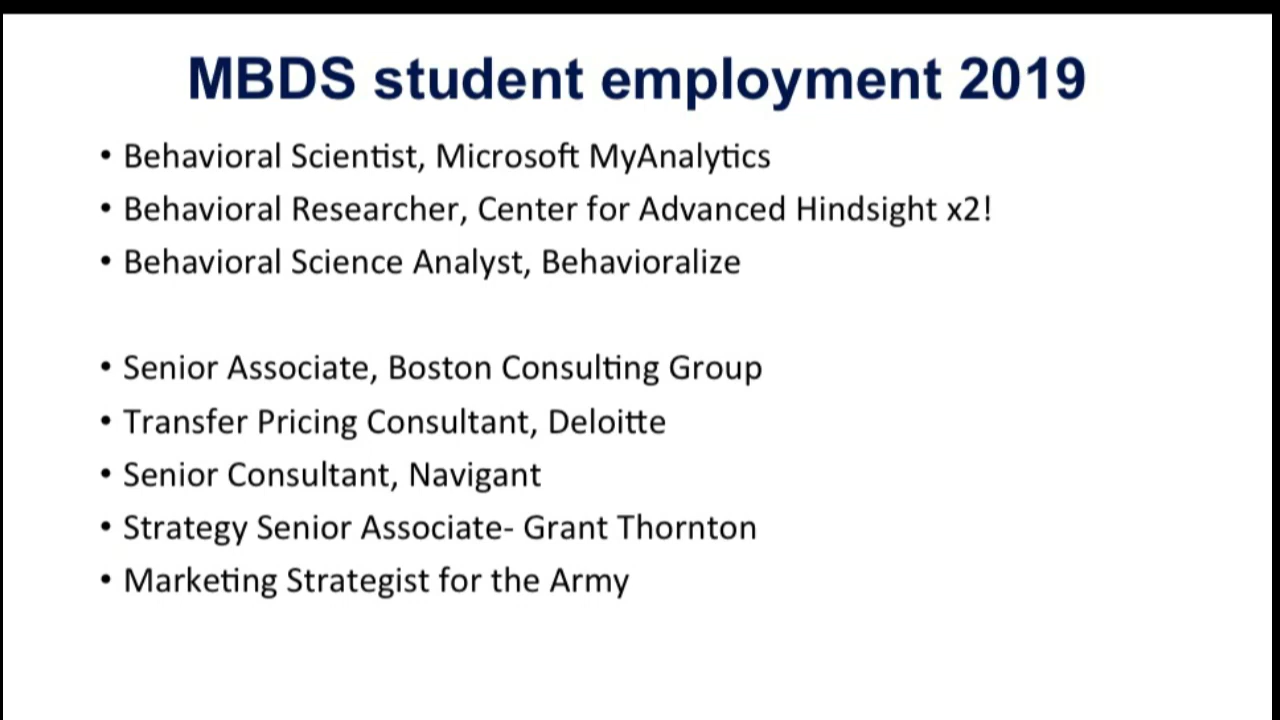 MBDS student employment 2019
• Behavioral Scientist, Microsoft MyAnalytics
• Behavioral Researcher, Center for Advanced Hindsight x2!
• Behavioral Science Analyst, Behavioralize
• Senior Associate, Boston Consulting Group
• Transfer Pricing Consultant, Deloitte
• Senior Consultant, Navigant
• Strategy Senior Associate- Grant Thornton
• Marketing Strategist for the Army